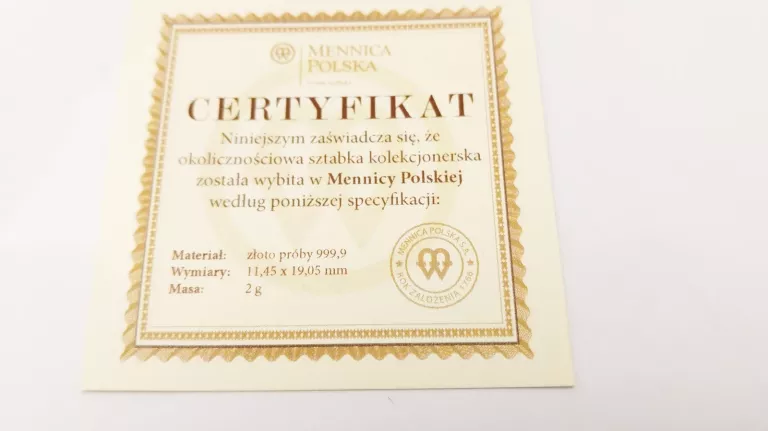 MENNICA
POLSKA
CERTYFIKAT
Niniejszym zaświadcza się, że
okolicznościowa sztabka kolekcjonerska
została wybita w Mennicy Polskiej
według poniższej specyfikacji:
Materiał: złoto próby 999,9
Wymiary: 11,45 x 19,05 mm
Masa: 2 g
MENNICA POLSKA S.A.
ROK ZAŁOŻENIA 1766